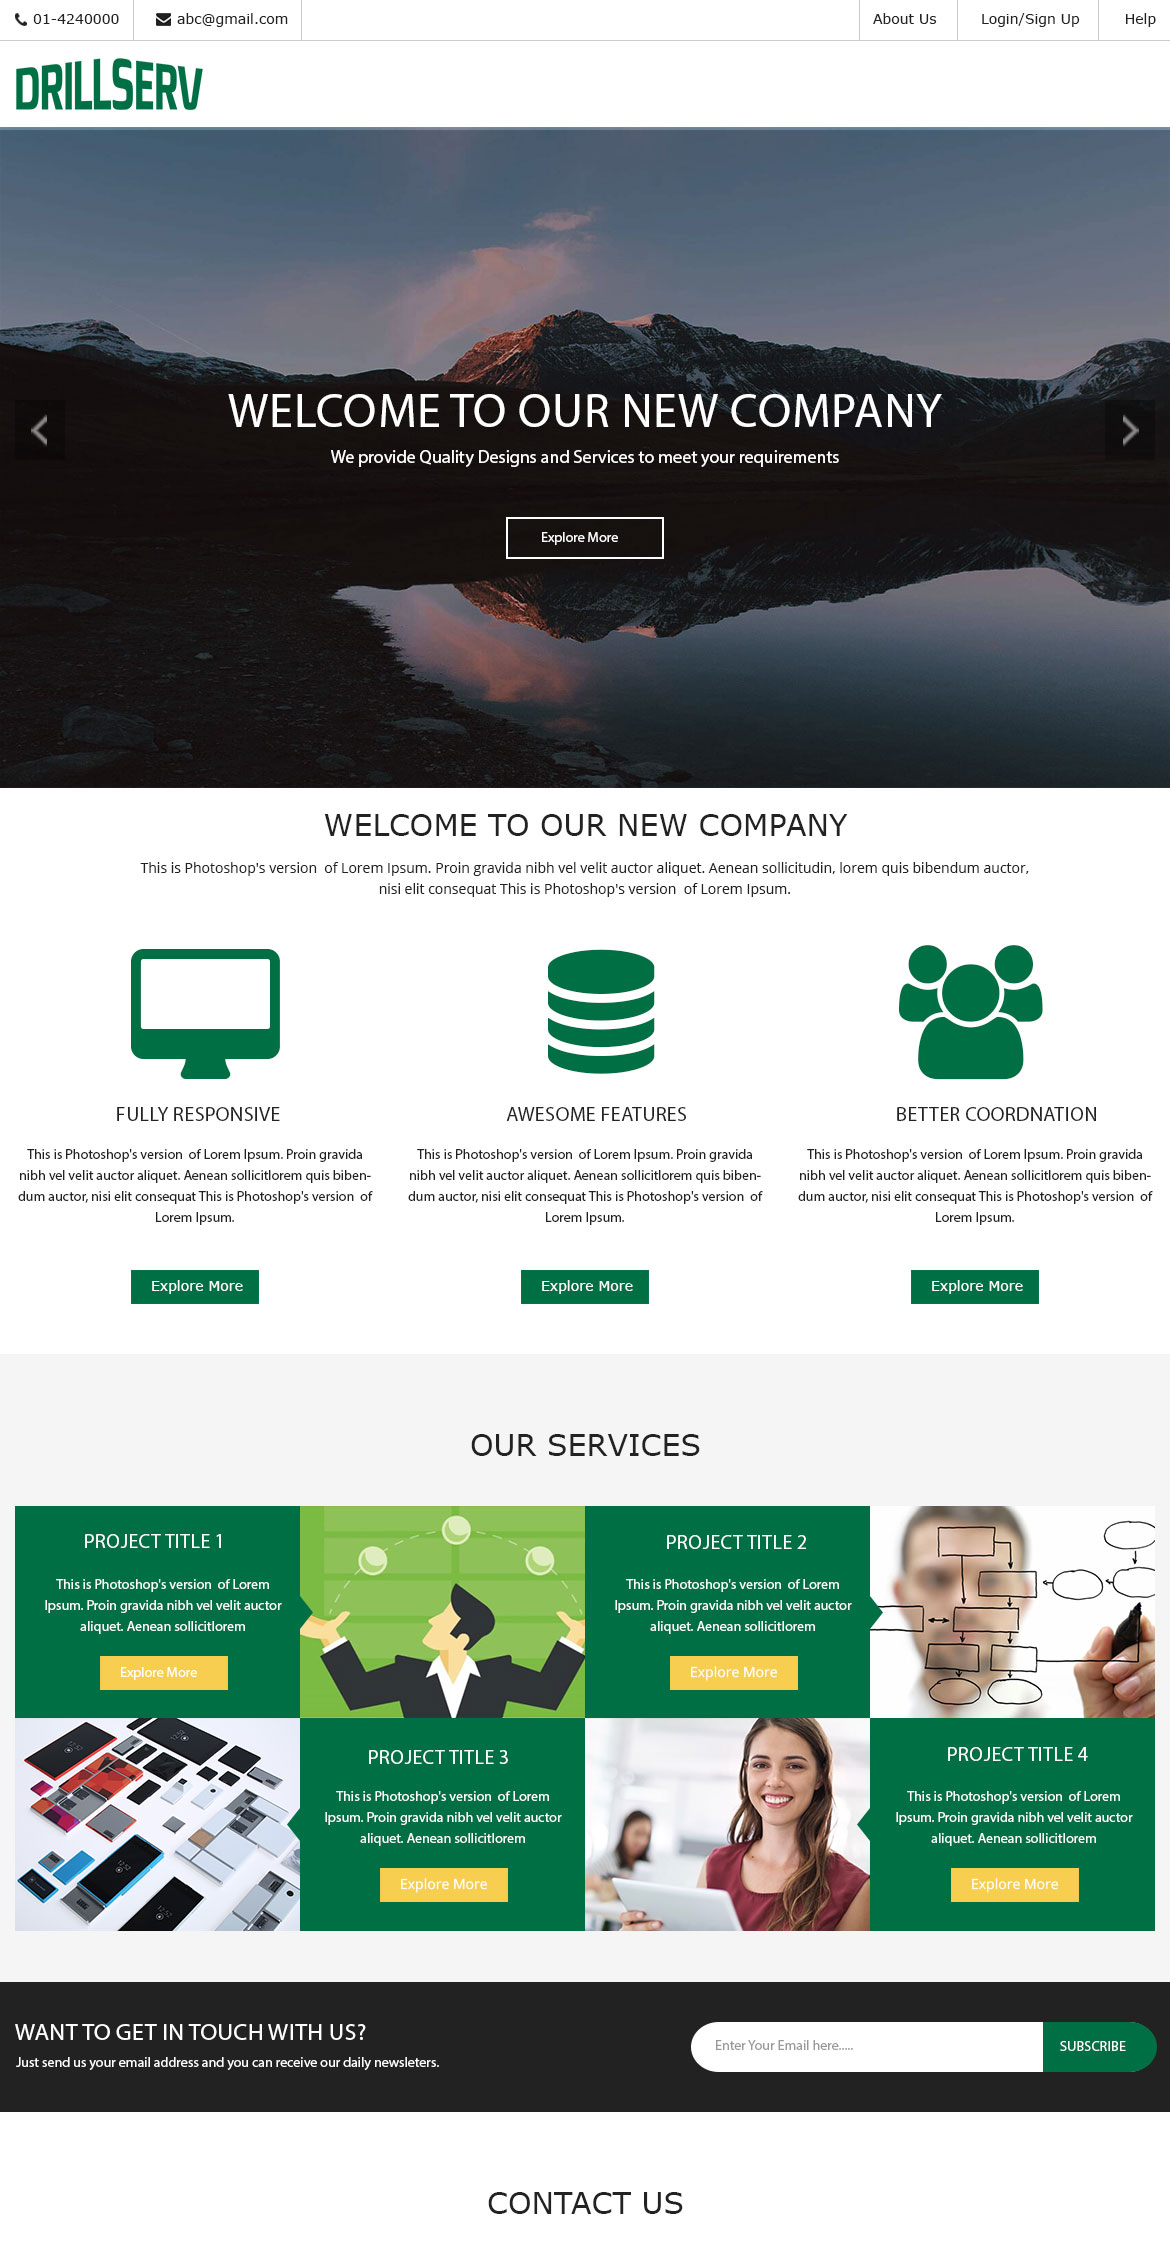 01-4240000
abc@gmail.com
About Us
Login/Sign Up
Help
DRILLSERV
WELCOME TO OUR NEW COMPANY
We provide Quality Designs and Services to meet your requirements
Explore More
WELCOME TO OUR NEW COMPANY
This is Photoshop's version of Lorem Ipsum. Proin gravida nibh vel velit auctor aliquet. Aenean sollicitudin, lorem quis bibendum auctor,
nisi elit consequat This is Photoshop's version of Lorem Ipsum.
FULLY RESPONSIVE
This is Photoshop's version of Lorem Ipsum. Proin gravida
nibh vel velit auctor aliquet. Aenean sollicitlorem quis biben-
dum auctor, nisi elit consequat This is Photoshop's version of
Lorem Ipsum.
Explore More
AWESOME FEATURES
This is Photoshop's version of Lorem Ipsum. Proin gravida
nibh vel velit auctor aliquet. Aenean sollicitlorem quis biben-
dum auctor, nisi elit consequat This is Photoshop's version of
Lorem Ipsum.
Explore More
BETTER COORDNATION
This is Photoshop's version of Lorem Ipsum. Proin gravida
nibh vel velit auctor aliquet. Aenean sollicitlorem quis biben-
dum auctor, nisi elit consequat This is Photoshop's version of
Lorem Ipsum.
Explore More
OUR SERVICES
PROJECT TITLE 1
This is Photoshop's version of Lorem
Ipsum. Proin gravida nibh vel velit auctor
aliquet. Aenean sollicitlorem
Explore More
PROJECT TITLE 2
This is Photoshop's version of Lorem
Ipsum. Proin gravida nibh vel velit auctor
aliquet. Aenean sollicitlorem
Explore More
PROJECT TITLE 3
This is Photoshop's version of Lorem
Ipsum. Proin gravida nibh vel velit auctor
aliquet. Aenean sollicitlorem
Explore More
PROJECT TITLE 4
This is Photoshop's version of Lorem
Ipsum. Proin gravida nibh vel velit auctor
aliquet. Aenean sollicitlorem
Explore More
WANT TO GET IN TOUCH WITH US?
Just send us your email address and you can receive our daily newsleters.
Enter Your Email here.....
SUBSCRIBE
CONTACT US